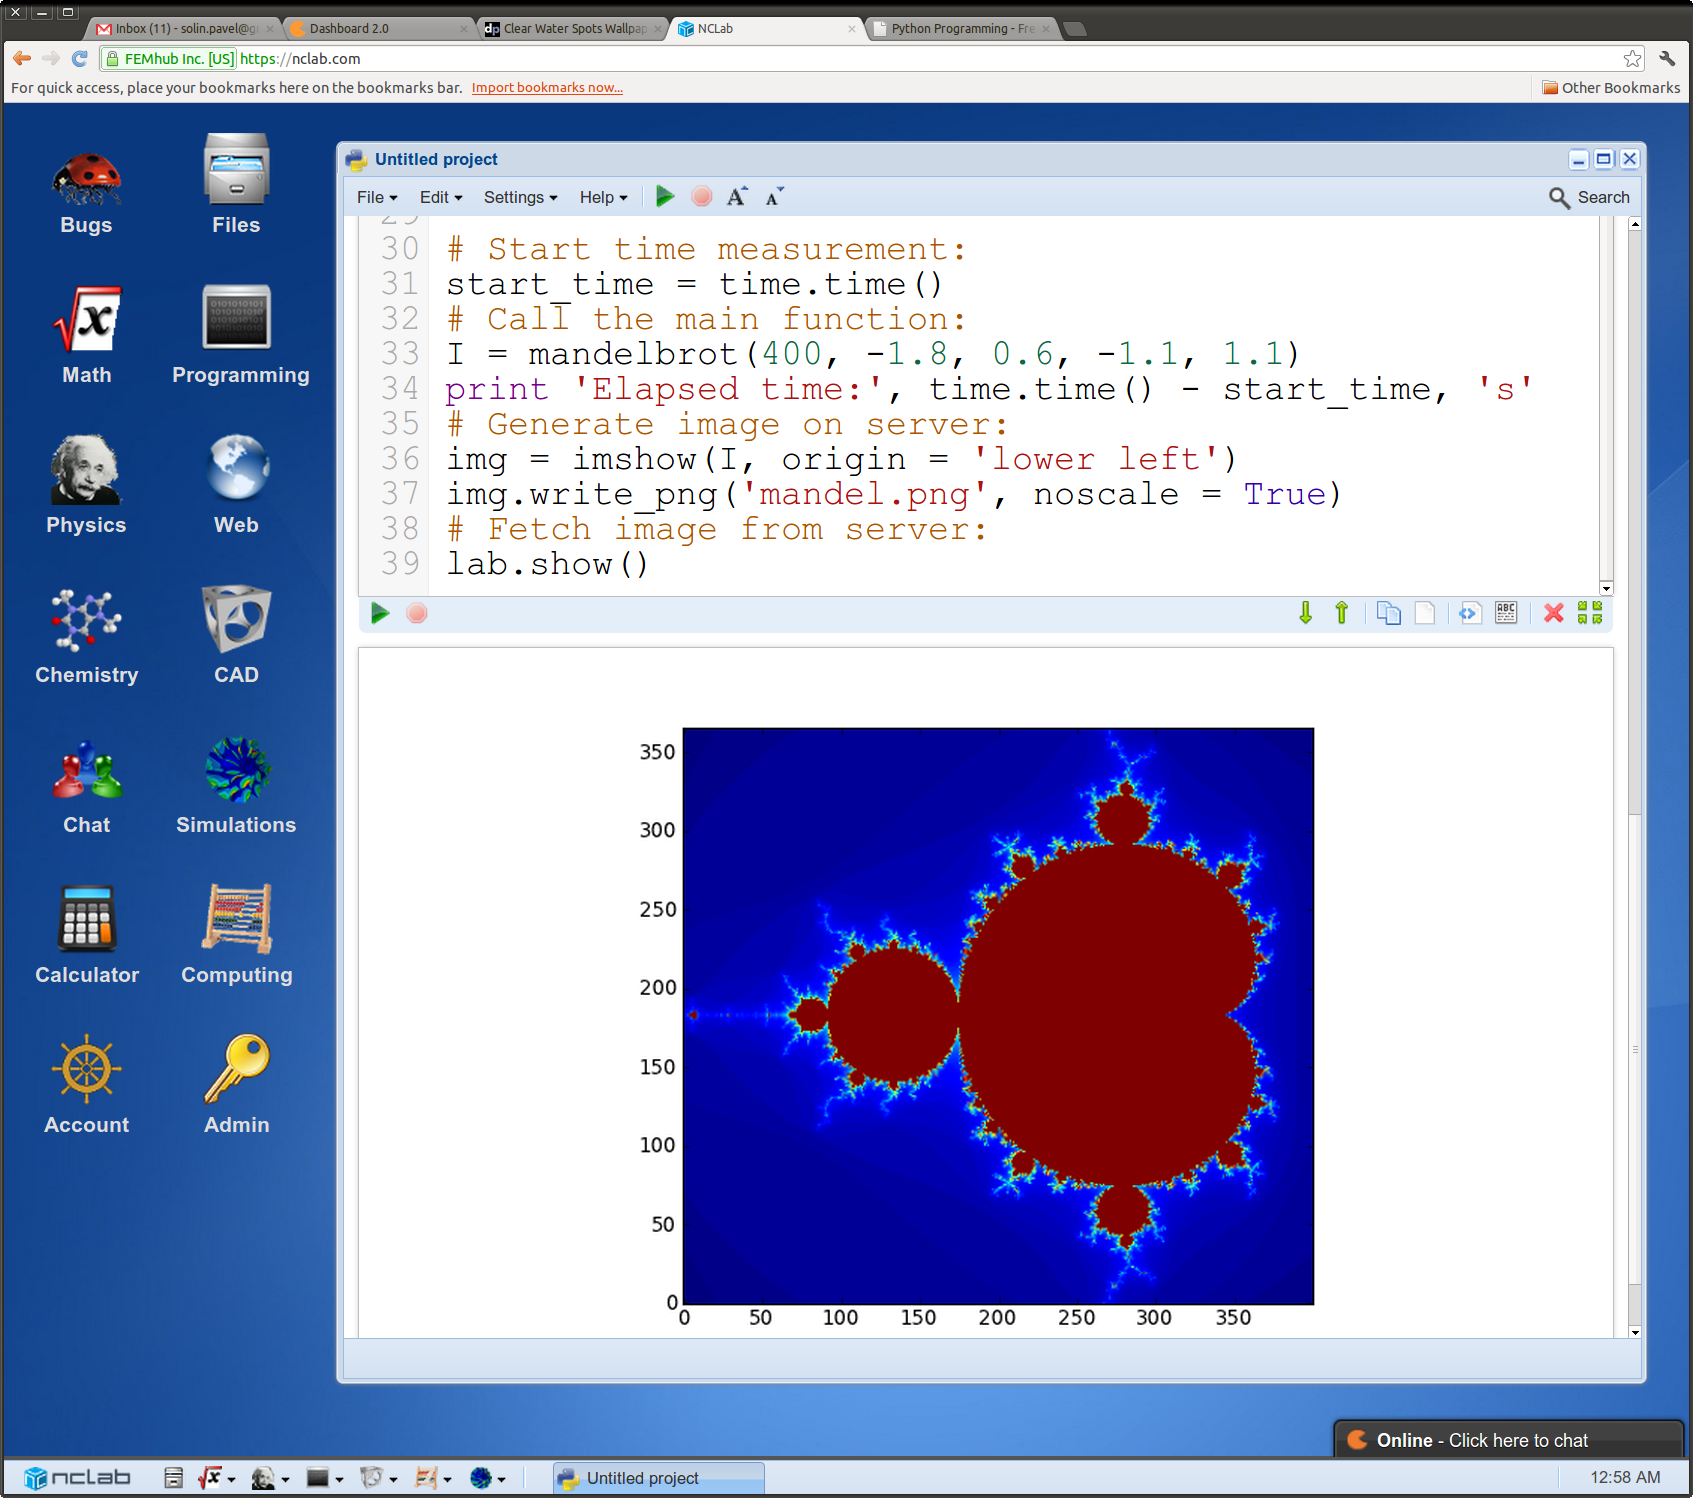 Inbox (11) - solin.pavel@g
Dashboard 2.0
dp Clear Water Spots Wallpap
NCLab
Python Programming - Fre
FEMhub Inc. [US] https://nclab.com
For quick access, place your bookmarks here on the bookmarks bar. Import bookmarks now...
Other Bookmarks
Bugs
Files
Math
Programming
Physics
Web
Chemistry
CAD
Chat
Simulations
Calculator
Computing
Account
Admin
Untitled project
File Edit Settings Help A A Search
29
30 # Start time measurement:
31 start_time = time.time()
32 # Call the main function:
33 I = mandelbrot(400, -1.8, 0.6, -1.1, 1.1)
34 print 'Elapsed time:', time.time() - start_time, 's'
35 # Generate image on server:
36 img = imshow(I, origin = 'lower left')
37 img.write_png('mandel.png', noscale = True)
38 # Fetch image from server:
39 lab.show()
ABC
350
300
250
200
150
100
50
0
0 50 100 150 200 250 300 350
Online - Click here to chat
nclab
Untitled project
12:58 AM